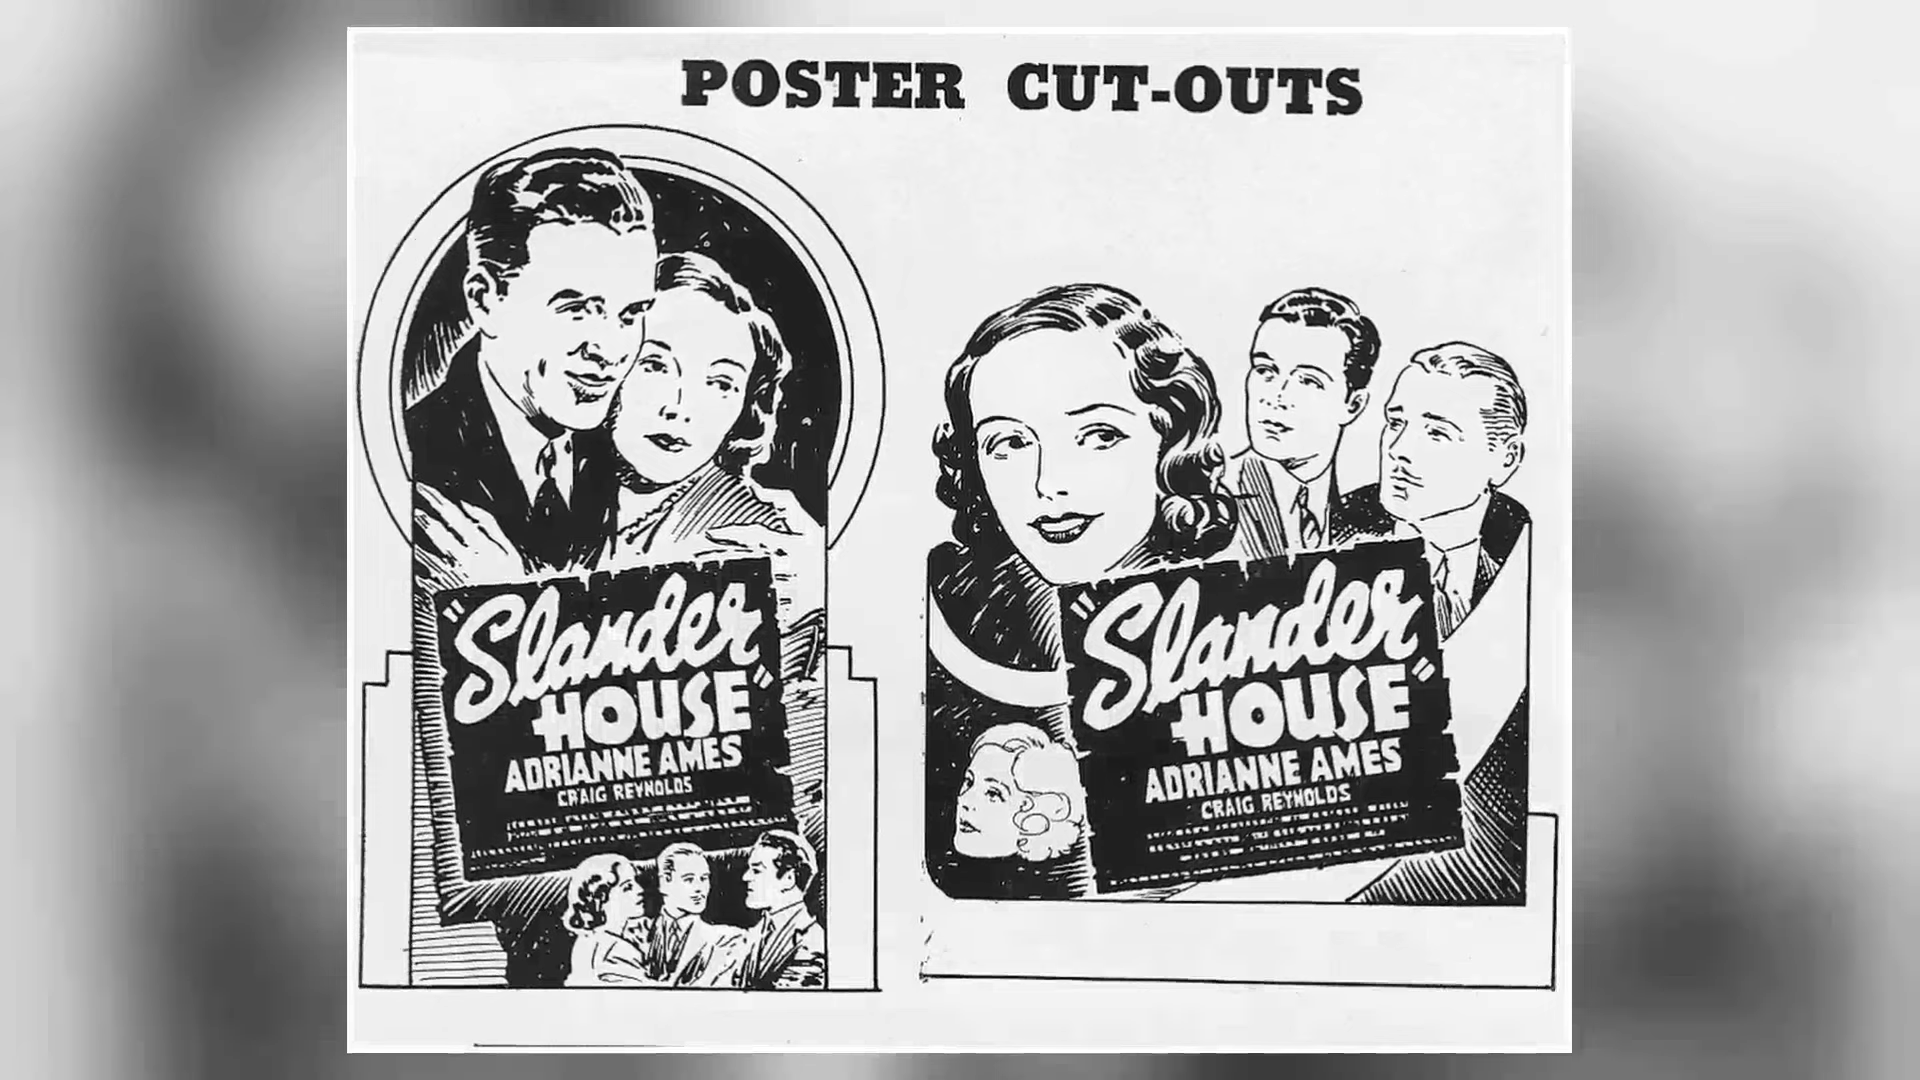 POSTER CUT-OUTS
"Slander
HOUSE"
ADRIANNE AMES
CRAIG REYNOLDS
"Slander
HOUSE"
ADRIANNE AMES
CRAIG REYNOLDS